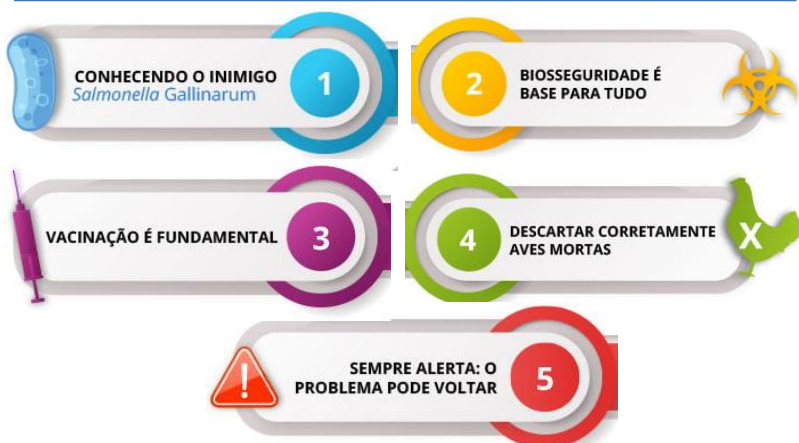 CONHECENDO O INIMIGO
Salmonella Gallinarum
1
2
BIOSSEGURIDADE É
BASE PARA TUDO
VACINAÇÃO É FUNDAMENTAL
3
4
DESCARTAR CORRETAMENTE
AVES MORTAS
X
SEMPRE ALERTA: O
PROBLEMA PODE VOLTAR
5